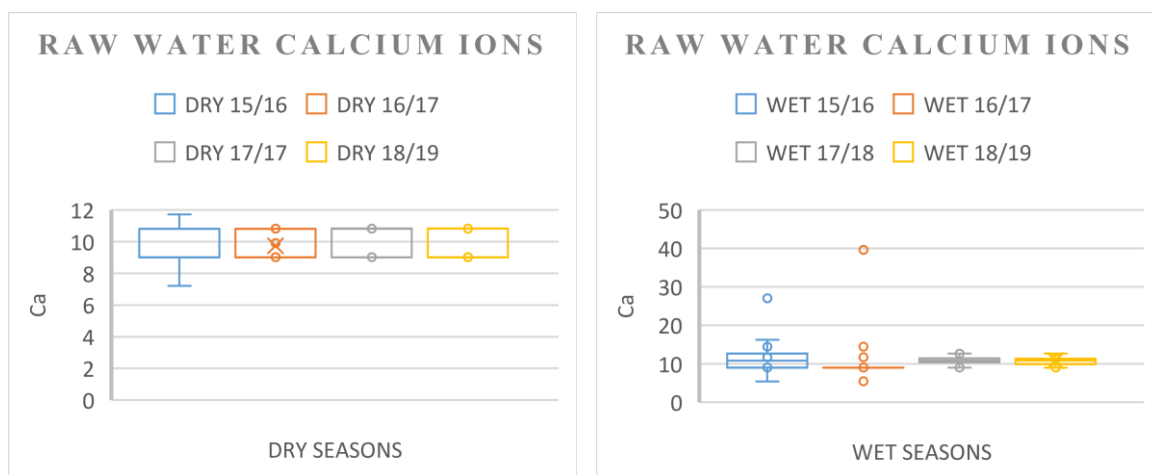 RAW WATER CALCIUM IONS
DRY 15/16 DRY 16/17
DRY 17/17 DRY 18/19
12
10
8
6
4
2
0
Ca
DRY SEASONS
RAW WATER CALCIUM IONS
WET 15/16 WET 16/17
WET 17/18 WET 18/19
50
40
30
20
10
0
Ca
WET SEASONS